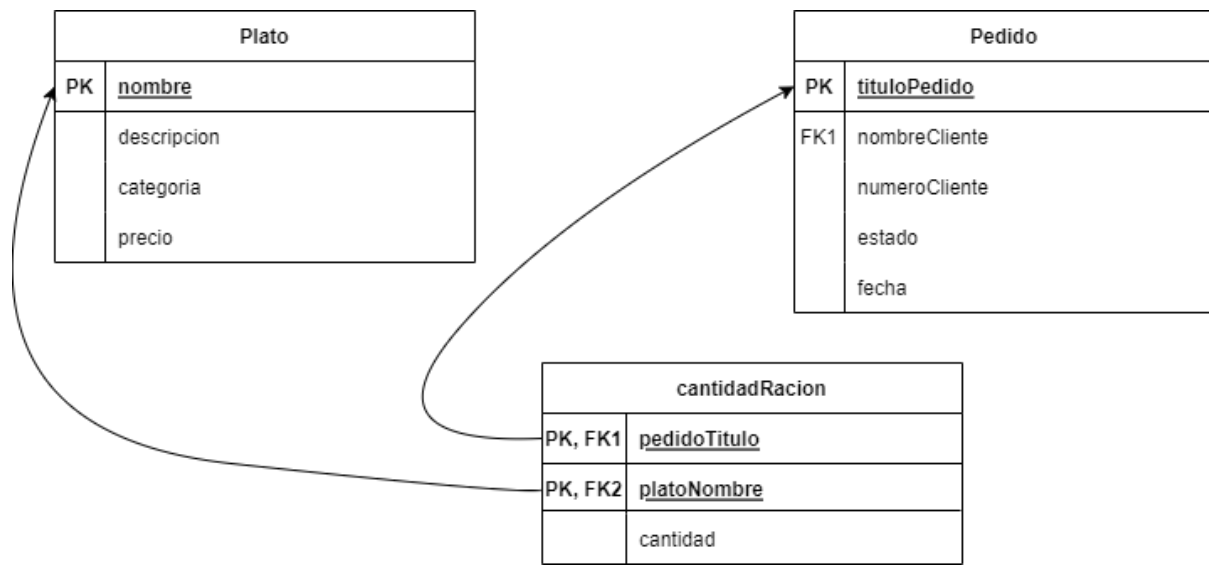 Plato
PK nombre
descripcion
categoria
precio
Pedido
PK tituloPedido
FK1 nombreCliente
numeroCliente
estado
fecha
cantidadRacion
PK, FK1 pedidoTitulo
PK, FK2 platoNombre
cantidad